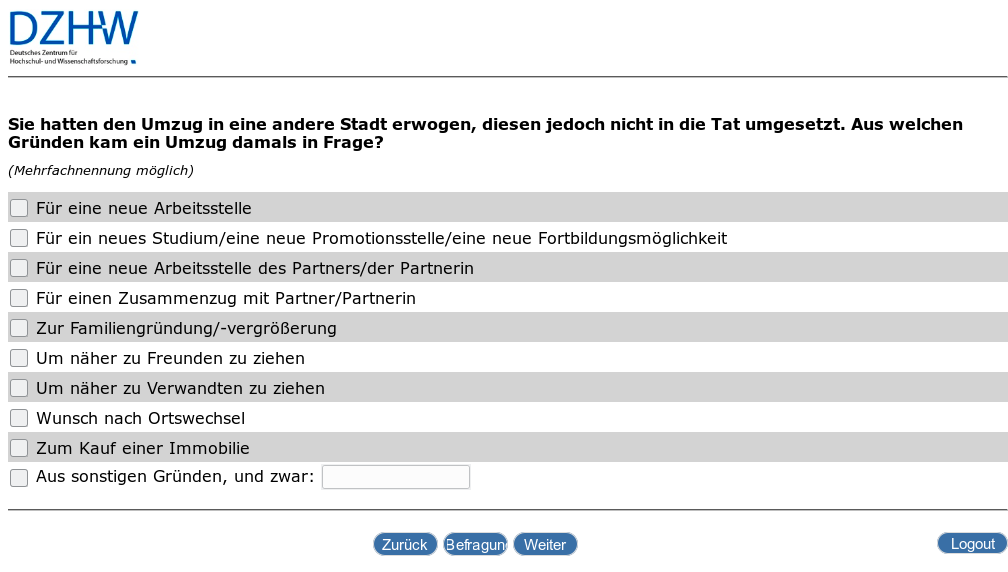 DZHW
Deutsches Zentrum für
Hochschul- und Wissenschaftsforschung
Sie hatten den Umzug in eine andere Stadt erwogen, diesen jedoch nicht in die Tat umgesetzt. Aus welchen
Gründen kam ein Umzug damals in Frage?
(Mehrfachnennung möglich)
Für eine neue Arbeitsstelle
Für ein neues Studium/eine neue Promotionsstelle/eine neue Fortbildungsmöglichkeit
Für eine neue Arbeitsstelle des Partners/der Partnerin
Für einen Zusammenzug mit Partner/Partnerin
Zur Familiengründung/-vergrößerung
Um näher zu Freunden zu ziehen
Um näher zu Verwandten zu ziehen
Wunsch nach Ortswechsel
Zum Kauf einer Immobilie
Aus sonstigen Gründen, und zwar:
Zurück Befragun Weiter Logout